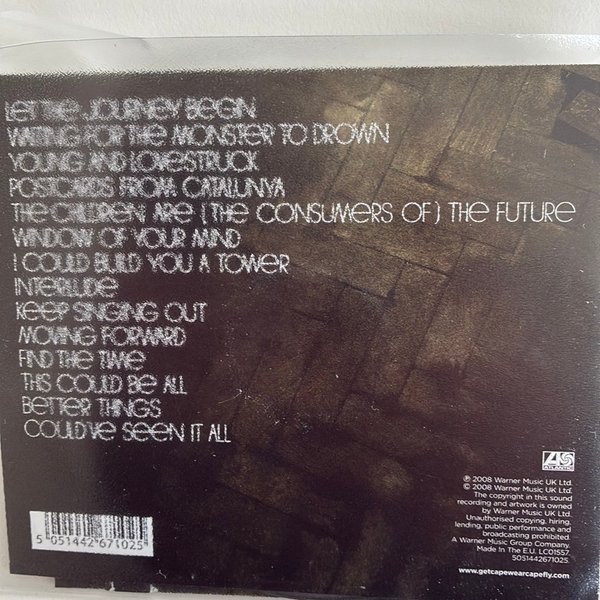 LET THE JOURNEY BEGIN
WAITING FOR THE MONSTER TO DROWN
YOUNG AND LOVESTRUCK
POSTCARDS FROM CATALUNYA
THE CHILDREN ARE (THE CONSUMERS OF) THE FUTURE
WINDOW OF YOUR MIND
I COULD BUILD YOU A TOWER
INTERLUDE
KEEP SINGING OUT
MOVING FORWARD
FIND THE TIME
THIS COULD BE ALL
BETTER THINGS
COULD'VE SEEN IT ALL
ATLANTIC
℗ 2008 Warner Music UK Ltd.
© 2008 Warner Music UK Ltd.
The copyright in this sound
recording and artwork is owned
by Warner Music UK Ltd.
Unauthorised copying, hiring,
lending, public performance and
broadcasting prohibited.
A Warner Music Group Company.
Made In The E.U. LC01557.
5051442671025.
www.getcapewearcapefly.com
5 051442 671025